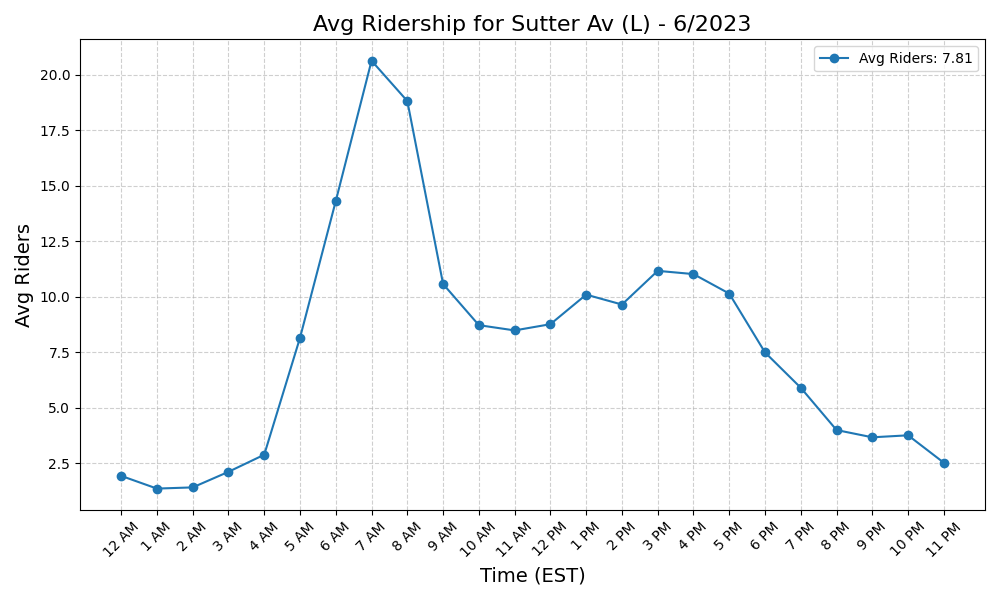 Avg Ridership for Sutter Av (L) - 6/2023
Avg Riders: 7.81
Avg Riders
20.0
17.5
15.0
12.5
10.0
7.5
5.0
2.5
12 AM
1 AM
2 AM
3 AM
4 AM
5 AM
6 AM
7 AM
8 AM
9 AM
10 AM
11 AM
12 PM
1 PM
2 PM
3 PM
4 PM
5 PM
6 PM
7 PM
8 PM
9 PM
10 PM
11 PM
Time (EST)